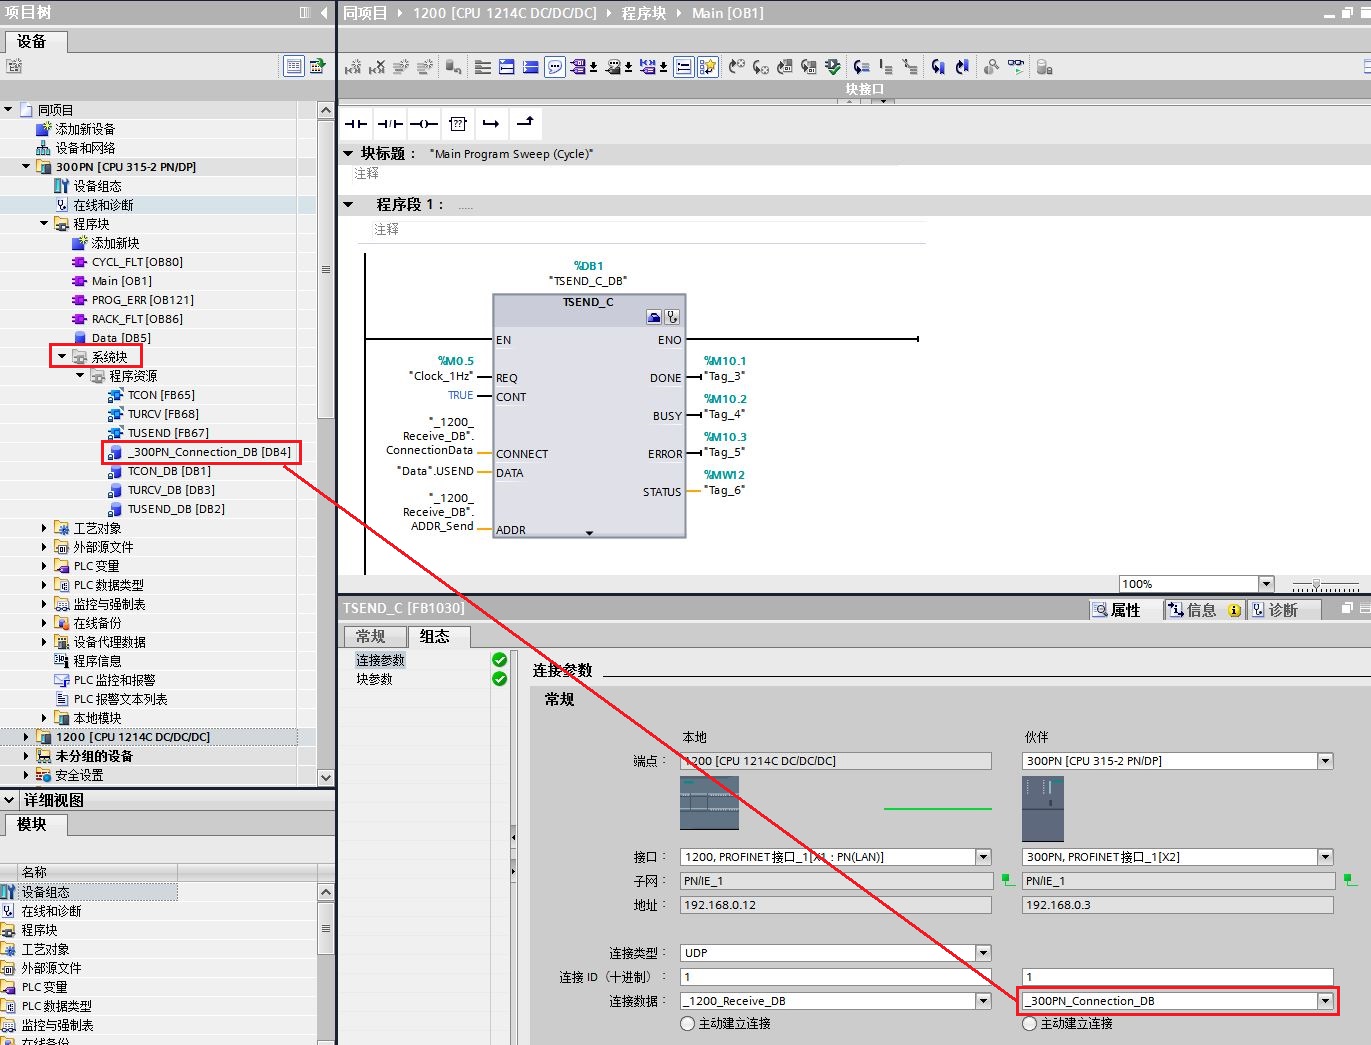 项目树
设备
同项目
添加新设备
设备和网络
300PN [CPU 315-2 PN/DP]
设备组态
在线和诊断
程序块
添加新块
CYCL_FLT [OB80]
Main [OB1]
PROG_ERR [OB121]
RACK_FLT [OB86]
Data [DB5]
系统块
程序资源
TCON [FB65]
TURCV [FB68]
TUSEND [FB67]
_300PN_Connection_DB [DB4]
TCON_DB [DB1]
TURCV_DB [DB3]
TUSEND_DB [DB2]
工艺对象
外部源文件
PLC 变量
PLC 数据类型
监控与强制表
在线备份
设备代理数据
程序信息
PLC 监控和报警
PLC 报警文本列表
本地模块
1200 [CPU 1214C DC/DC/DC]
未分组的设备
安全设置
详细视图
模块
名称
设备组态
在线和诊断
程序块
工艺对象
外部源文件
PLC 变量
PLC 数据类型
监控与强制表
在线备份
同项目 1200 [CPU 1214C DC/DC/DC] 程序块 Main [OB1]
块接口
??
块标题： "Main Program Sweep (Cycle)"
注释
程序段 1： .....
注释
%DB1
"TSEND_C_DB"
TSEND_C
EN ENO
%M0.5
"Clock_1Hz" REQ
TRUE CONT
"_1200_
Receive_DB".
ConnectionData CONNECT
"Data".USEND DATA
"_1200_
Receive_DB".
ADDR_Send ADDR
%M10.1
DONE "Tag_3"
%M10.2
BUSY "Tag_4"
%M10.3
ERROR "Tag_5"
%MW12
STATUS "Tag_6"
100%
TSEND_C [FB1030]
属性 信息 诊断
常规 组态
连接参数
块参数
连接参数
常规
本地 伙伴
端点： 1200 [CPU 1214C DC/DC/DC] 300PN [CPU 315-2 PN/DP]
接口： 1200, PROFINET接口_1[X1 : PN(LAN)] 300PN, PROFINET接口_1[X2]
子网： PN/IE_1 PN/IE_1
地址： 192.168.0.12 192.168.0.3
连接类型： UDP
连接 ID（十进制）： 1 1
连接数据： _1200_Receive_DB _300PN_Connection_DB
主动建立连接 主动建立连接